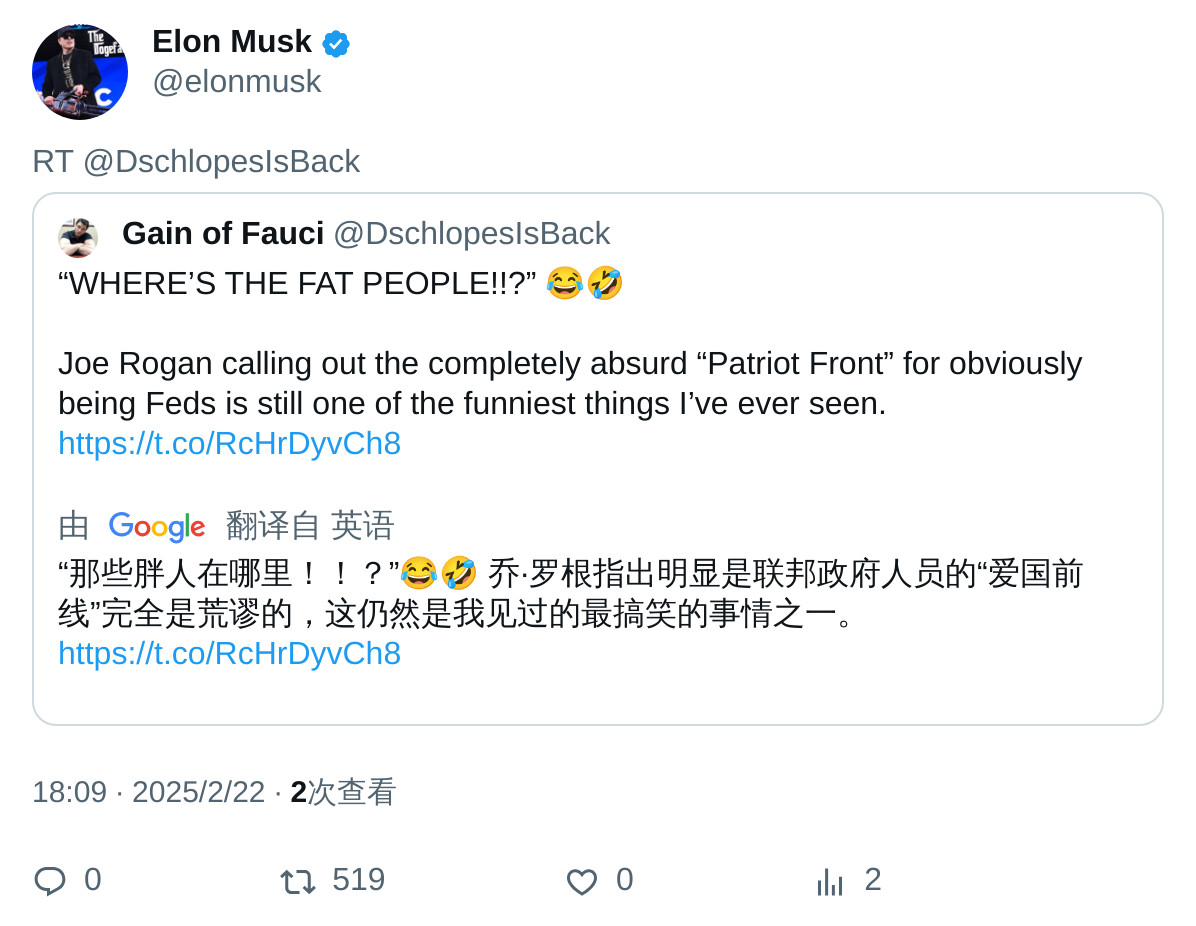 The
Dogefa
C
Elon Musk
@elonmusk
RT @DschlopesIsBack
Gain of Fauci @DschlopesIsBack
“WHERE’S THE FAT PEOPLE!!?” 😂🤣
Joe Rogan calling out the completely absurd “Patriot Front” for obviously
being Feds is still one of the funniest things I’ve ever seen.
https://t.co/RcHrDyvCh8
由 Google 翻译自 英语
“那些胖人在哪里！！？”😂🤣 乔·罗根指出明显是联邦政府人员的“爱国前
线”完全是荒谬的，这仍然是我见过的最搞笑的事情之一。
https://t.co/RcHrDyvCh8
18:09 · 2025/2/22 · 2次查看
0 519 0 2